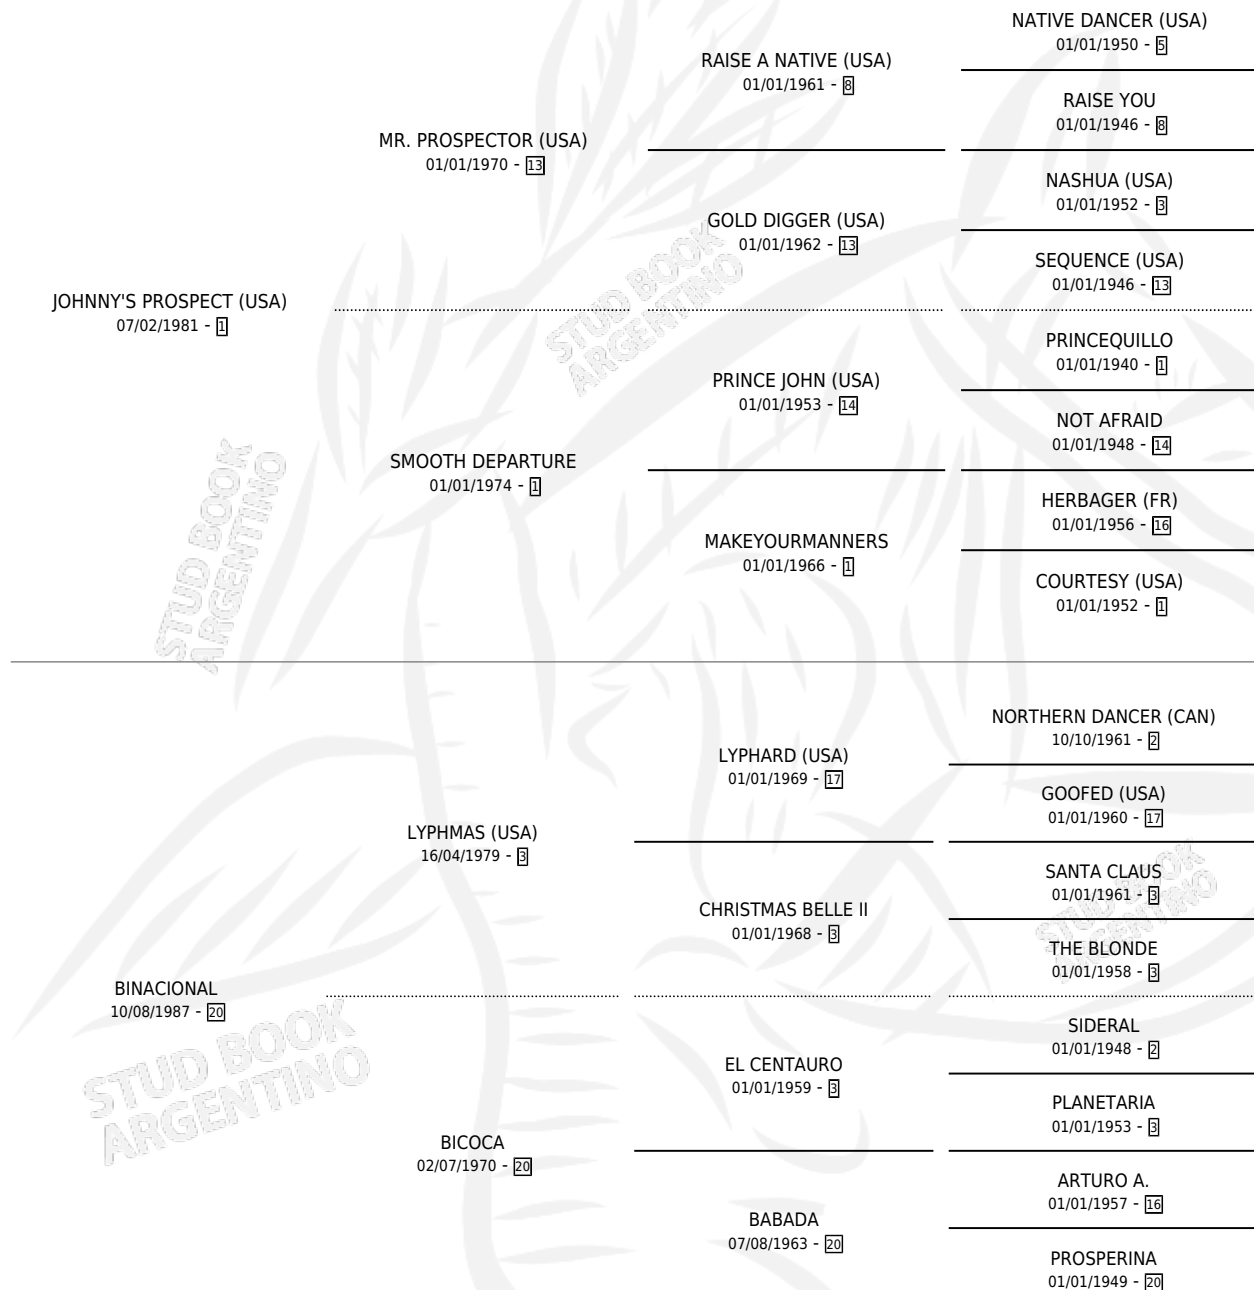 NATIVE DANCER (USA)
01/01/1950 - 5
RAISE A NATIVE (USA)
01/01/1961 - 8
RAISE YOU
01/01/1946 - 8
MR. PROSPECTOR (USA)
01/01/1970 - 13
NASHUA (USA)
01/01/1952 - 3
GOLD DIGGER (USA)
01/01/1962 - 13
SEQUENCE (USA)
01/01/1946 - 13
JOHNNY'S PROSPECT (USA)
07/02/1981 - 1
PRINCEQUILLO
01/01/1940 - 1
PRINCE JOHN (USA)
01/01/1953 - 14
NOT AFRAID
01/01/1948 - 14
SMOOTH DEPARTURE
01/01/1974 - 1
HERBAGER (FR)
01/01/1956 - 16
MAKEYOURMANNERS
01/01/1966 - 1
COURTESY (USA)
01/01/1952 - 1
NORTHERN DANCER (CAN)
10/10/1961 - 2
LYPHARD (USA)
01/01/1969 - 17
GOOFED (USA)
01/01/1960 - 17
LYPHMAS (USA)
16/04/1979 - 3
SANTA CLAUS
01/01/1961 - 3
CHRISTMAS BELLE II
01/01/1968 - 3
THE BLONDE
01/01/1958 - 3
BINACIONAL
10/08/1987 - 20
SIDERAL
01/01/1948 - 2
EL CENTAURO
01/01/1959 - 3
PLANETARIA
01/01/1953 - 3
BICOCA
02/07/1970 - 20
ARTURO A.
01/01/1957 - 16
BABADA
07/08/1963 - 20
PROSPERINA
01/01/1949 - 20
STUD BOOK
ARGENTINO
STUD BOOK
ARGENTINO
STUD BOOK
ARGENTINO
STUD BOOK
ARGENTINO